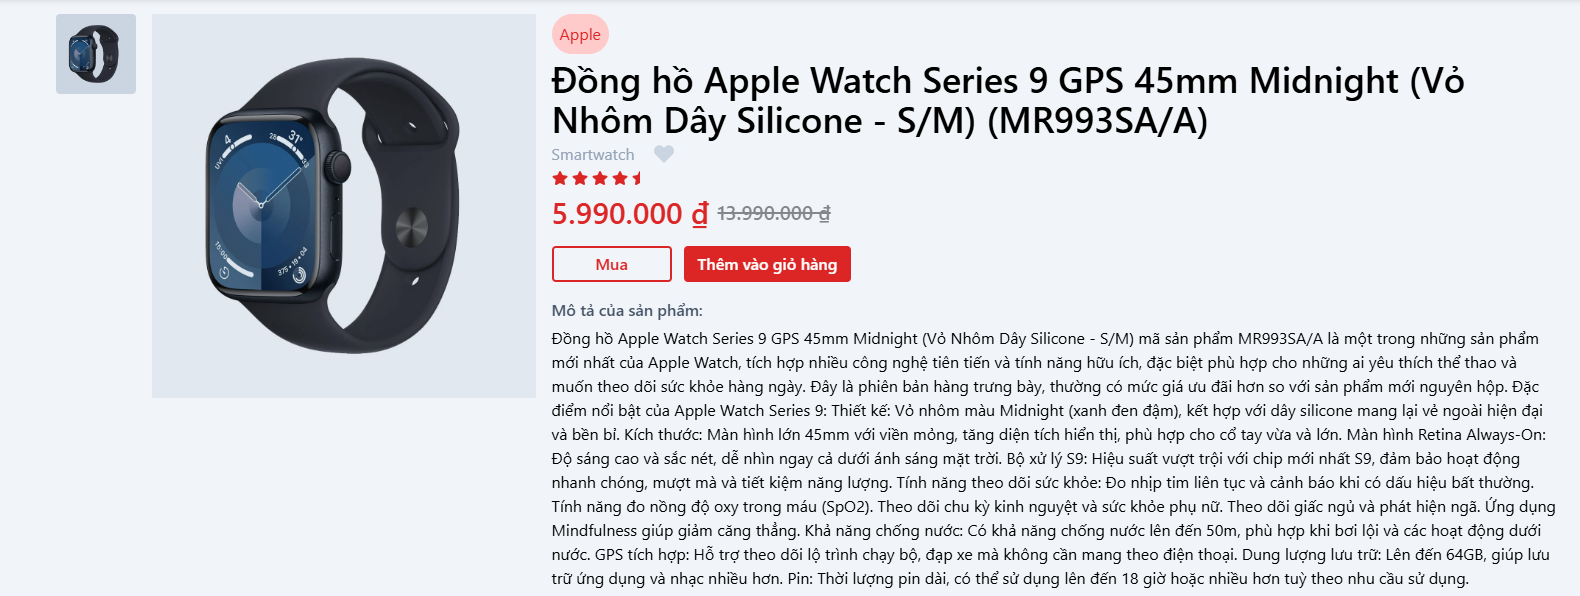 Apple
Đồng hồ Apple Watch Series 9 GPS 45mm Midnight (Vỏ
Nhôm Dây Silicone - S/M) (MR993SA/A)
Smartwatch
5.990.000 ₫ 13.990.000 ₫
Mua
Thêm vào giỏ hàng
Mô tả của sản phẩm:
Đồng hồ Apple Watch Series 9 GPS 45mm Midnight (Vỏ Nhôm Dây Silicone - S/M) mã sản phẩm MR993SA/A là một trong những sản phẩm
mới nhất của Apple Watch, tích hợp nhiều công nghệ tiên tiến và tính năng hữu ích, đặc biệt phù hợp cho những ai yêu thích thể thao và
muốn theo dõi sức khỏe hàng ngày. Đây là phiên bản hàng trưng bày, thường có mức giá ưu đãi hơn so với sản phẩm mới nguyên hộp. Đặc
điểm nổi bật của Apple Watch Series 9: Thiết kế: Vỏ nhôm màu Midnight (xanh đen đậm), kết hợp với dây silicone mang lại vẻ ngoài hiện đại
và bền bỉ. Kích thước: Màn hình lớn 45mm với viền mỏng, tăng diện tích hiển thị, phù hợp cho cổ tay vừa và lớn. Màn hình Retina Always-On:
Độ sáng cao và sắc nét, dễ nhìn ngay cả dưới ánh sáng mặt trời. Bộ xử lý S9: Hiệu suất vượt trội với chip mới nhất S9, đảm bảo hoạt động
nhanh chóng, mượt mà và tiết kiệm năng lượng. Tính năng theo dõi sức khỏe: Đo nhịp tim liên tục và cảnh báo khi có dấu hiệu bất thường.
Tính năng đo nồng độ oxy trong máu (SpO2). Theo dõi chu kỳ kinh nguyệt và sức khỏe phụ nữ. Theo dõi giấc ngủ và phát hiện ngã. Ứng dụng
Mindfulness giúp giảm căng thẳng. Khả năng chống nước: Có khả năng chống nước lên đến 50m, phù hợp khi bơi lội và các hoạt động dưới
nước. GPS tích hợp: Hỗ trợ theo dõi lộ trình chạy bộ, đạp xe mà không cần mang theo điện thoại. Dung lượng lưu trữ: Lên đến 64GB, giúp lưu
trữ ứng dụng và nhạc nhiều hơn. Pin: Thời lượng pin dài, có thể sử dụng lên đến 18 giờ hoặc nhiều hơn tuỳ theo nhu cầu sử dụng.
4
UVI
25
31°
33
15:00
375 • 19 • 04